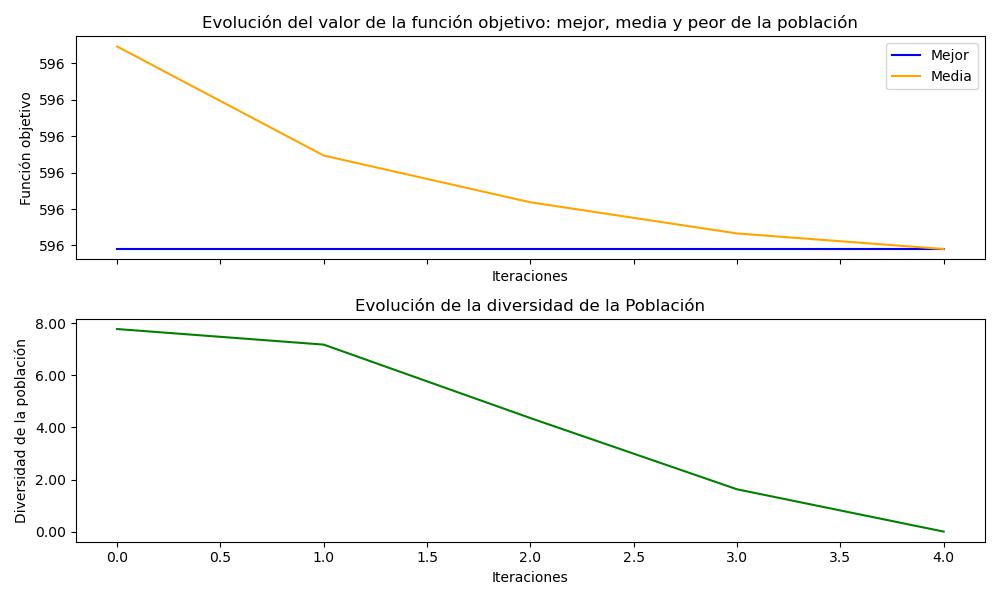 Evolución del valor de la función objetivo: mejor, media y peor de la población
Función objetivo
596
596
596
596
596
596
Mejor
Media
Iteraciones
Evolución de la diversidad de la Población
Diversidad de la población
8.00
6.00
4.00
2.00
0.00
0.0 0.5 1.0 1.5 2.0 2.5 3.0 3.5 4.0
Iteraciones